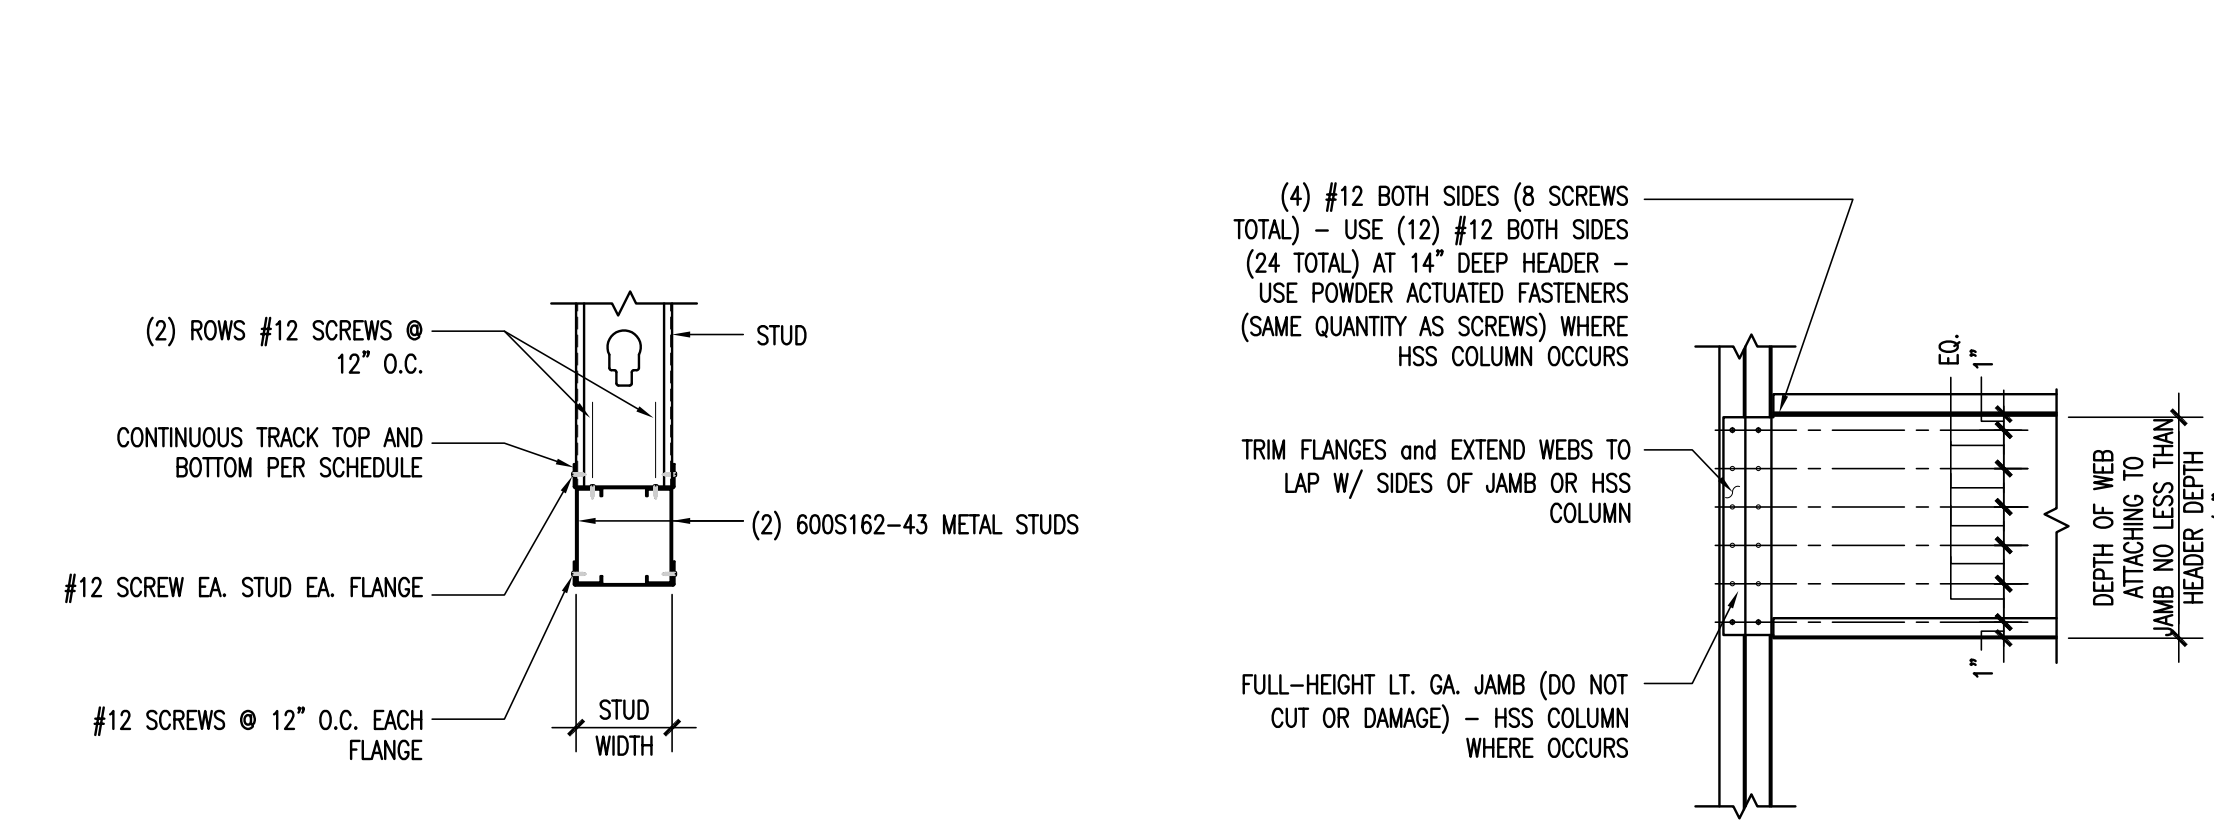 (2) ROWS #12 SCREWS @
12" O.C.
STUD
CONTINUOUS TRACK TOP AND
BOTTOM PER SCHEDULE
(2) 600S162-43 METAL STUDS
#12 SCREW EA. STUD EA. FLANGE
#12 SCREWS @ 12" O.C. EACH
FLANGE
STUD
WIDTH
(4) #12 BOTH SIDES (8 SCREWS
TOTAL) - USE (12) #12 BOTH SIDES
(24 TOTAL) AT 14" DEEP HEADER -
USE POWDER ACTUATED FASTENERS
(SAME QUANTITY AS SCREWS) WHERE
HSS COLUMN OCCURS
TRIM FLANGES and EXTEND WEBS TO
LAP W/ SIDES OF JAMB OR HSS
COLUMN
FULL-HEIGHT LT. GA. JAMB (DO NOT
CUT OR DAMAGE) - HSS COLUMN
WHERE OCCURS
EQ.
1"
1"
DEPTH OF WEB
ATTACHING TO
JAMB NO LESS THAN
HEADER DEPTH